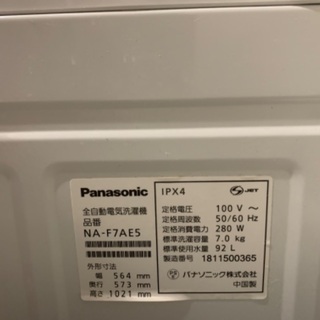 Panasonic
全自動電気洗濯機
品番
NA-F7AE5
外形寸法
幅 564 mm
奥行 573 mm
高さ 1021 mm
IPX4
JET
定格電圧 100 V ～
定格周波数 50/60 Hz
定格消費電力 280 W
標準洗濯容量 7.0 kg
標準使用水量 92 L
製造番号 1811500365
パナソニック株式会社
中国製